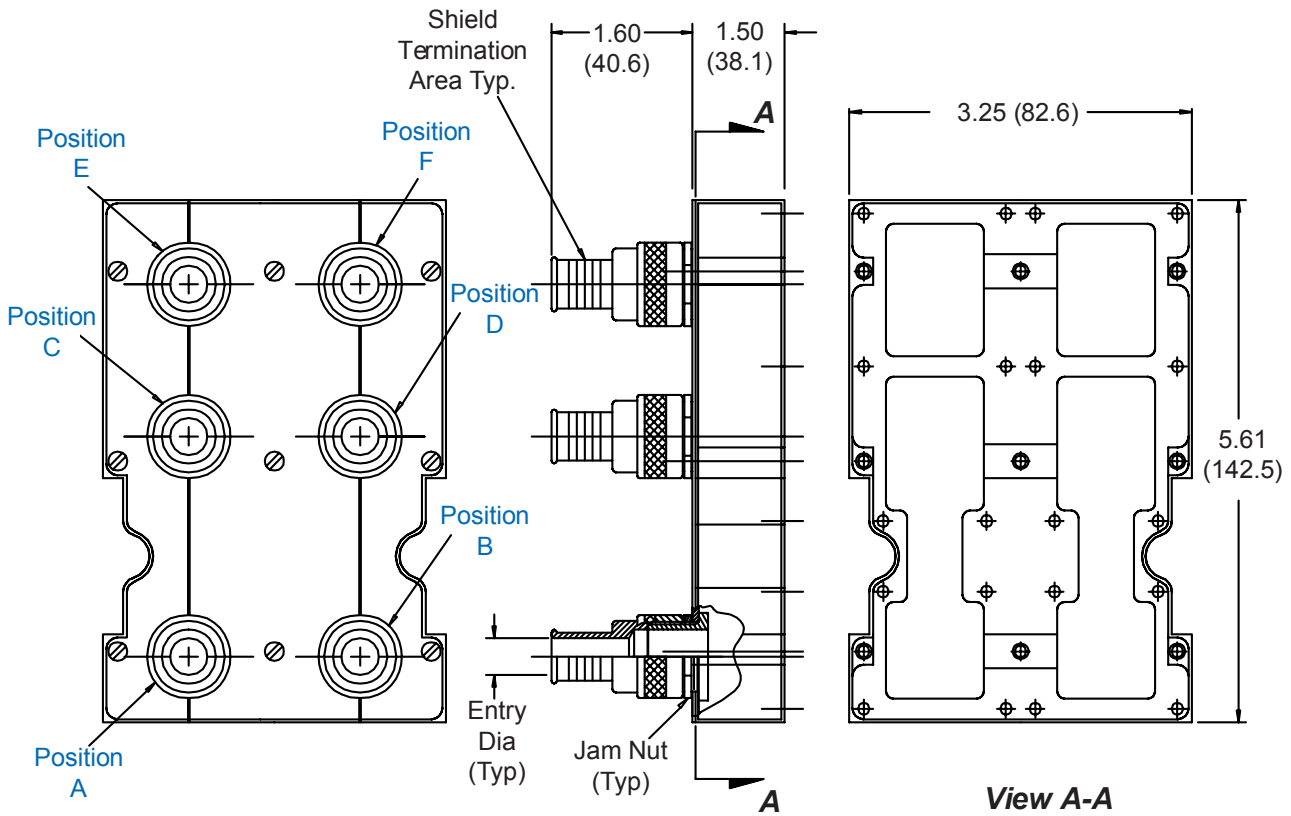 Shield
Termination
Area Typ.
1.60
(40.6)
1.50
(38.1)
A
3.25 (82.6)
Position
E
Position
F
Position
C
Position
D
5.61
(142.5)
Position
B
Entry
Dia
(Typ)
Jam Nut
(Typ)
Position
A
A
View A-A